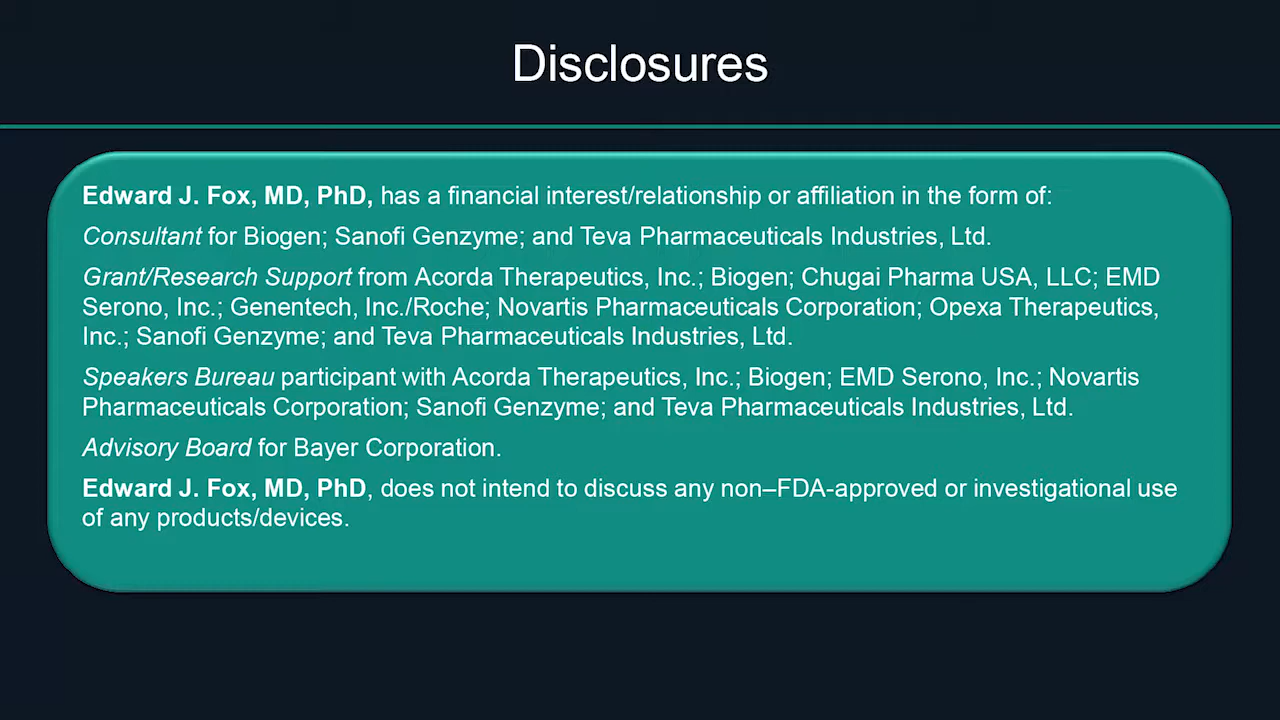 Disclosures
Edward J. Fox, MD, PhD, has a financial interest/relationship or affiliation in the form of:
Consultant for Biogen; Sanofi Genzyme; and Teva Pharmaceuticals Industries, Ltd.
Grant/Research Support from Acorda Therapeutics, Inc.; Biogen; Chugai Pharma USA, LLC; EMD
Serono, Inc.; Genentech, Inc./Roche; Novartis Pharmaceuticals Corporation; Opexa Therapeutics,
Inc.; Sanofi Genzyme; and Teva Pharmaceuticals Industries, Ltd.
Speakers Bureau participant with Acorda Therapeutics, Inc.; Biogen; EMD Serono, Inc.; Novartis
Pharmaceuticals Corporation; Sanofi Genzyme; and Teva Pharmaceuticals Industries, Ltd.
Advisory Board for Bayer Corporation.
Edward J. Fox, MD, PhD, does not intend to discuss any non–FDA-approved or investigational use
of any products/devices.